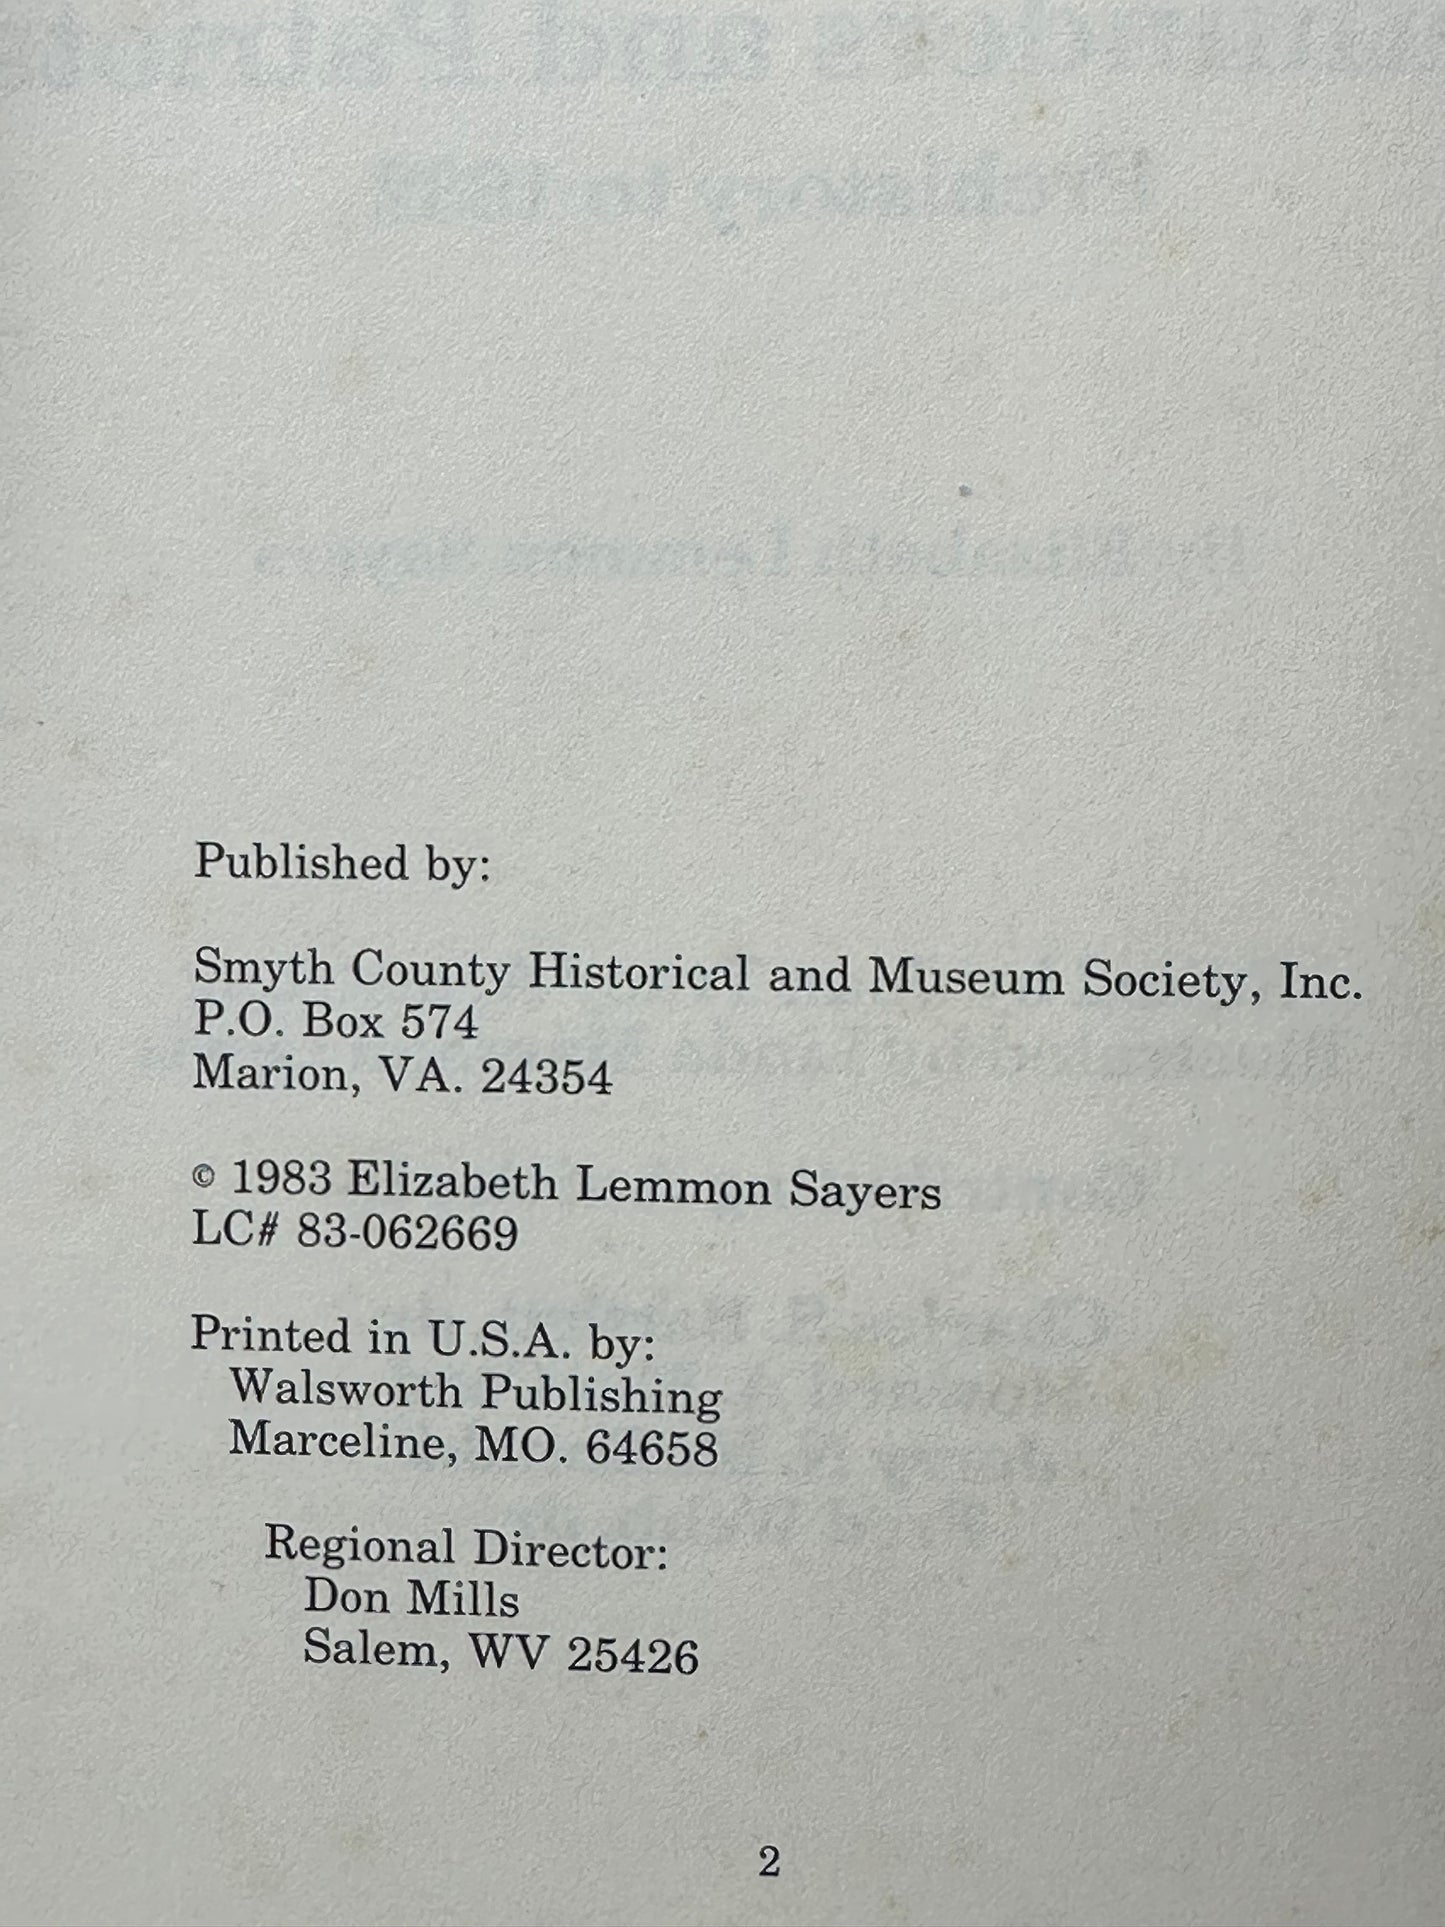 Published by:
Smyth County Historical and Museum Society, Inc.
P.O. Box 574
Marion, VA. 24354
© 1983 Elizabeth Lemmon Sayers
LC# 83-062669
Printed in U.S.A. by:
Walsworth Publishing
Marceline, MO. 64658
Regional Director:
Don Mills
Salem, WV 25426
2